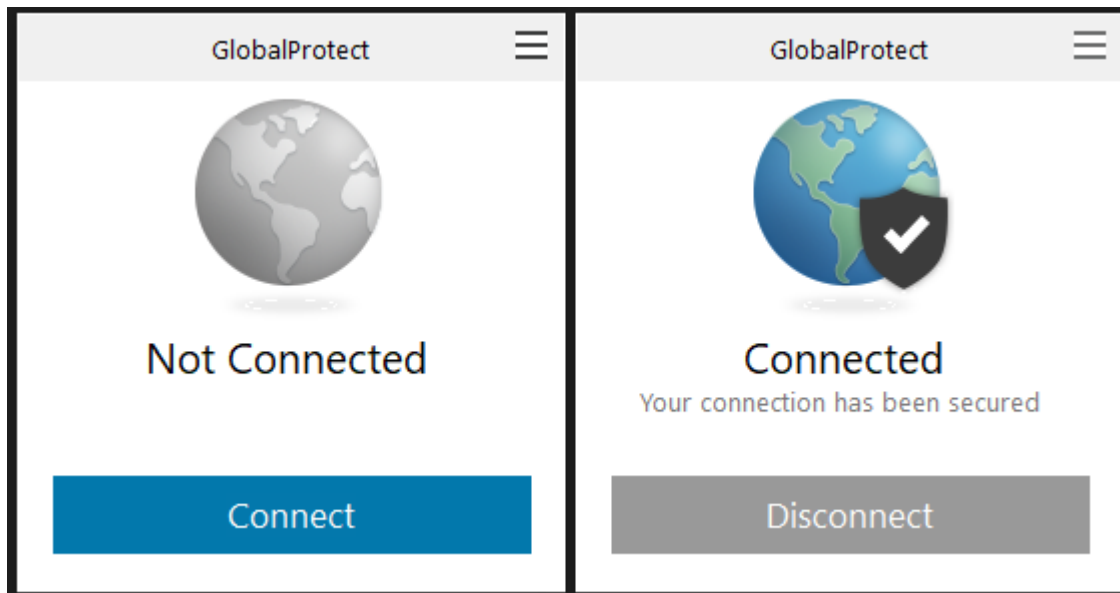 GlobalProtect
Not Connected
Connect
GlobalProtect
Connected
Your connection has been secured
Disconnect